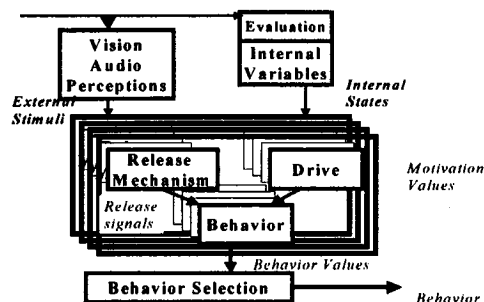 Vision
Audio
Perceptions
Evaluation
Internal
Variables
External
Stimuli
Internal
States
Release
Mechanism
Drive
Motivation
Values
Release
signals
Behavior
Behavior Values
Behavior Selection
Behavior